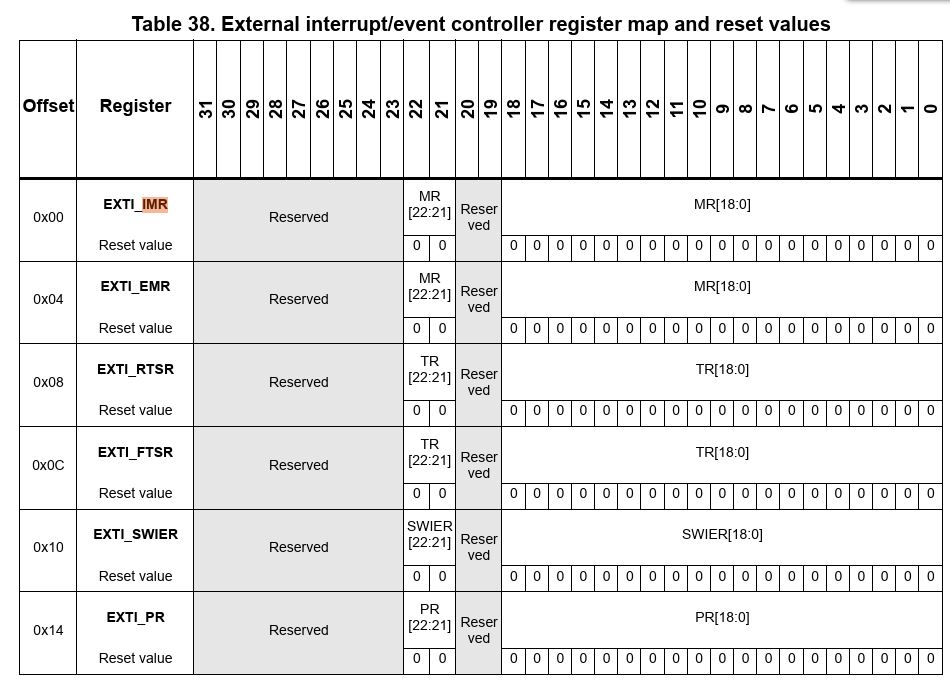 Table 38. External interrupt/event controller register map and reset values
Offset Register 31 30 29 28 27 26 25 24 23 22 21 20 19 18 17 16 15 14 13 12 11 10 9 8 7 6 5 4 3 2 1 0
0x00 EXTI_IMR Reserved MR [22:21] Reser ved MR[18:0]
Reset value 0 0 0 0 0 0 0 0 0 0 0 0 0 0 0 0 0 0 0 0 0
0x04 EXTI_EMR Reserved MR [22:21] Reser ved MR[18:0]
Reset value 0 0 0 0 0 0 0 0 0 0 0 0 0 0 0 0 0 0 0 0 0
0x08 EXTI_RTSR Reserved TR [22:21] Reser ved TR[18:0]
Reset value 0 0 0 0 0 0 0 0 0 0 0 0 0 0 0 0 0 0 0 0 0
0x0C EXTI_FTSR Reserved TR [22:21] Reser ved TR[18:0]
Reset value 0 0 0 0 0 0 0 0 0 0 0 0 0 0 0 0 0 0 0 0 0
0x10 EXTI_SWIER Reserved SWIER [22:21] Reser ved SWIER[18:0]
Reset value 0 0 0 0 0 0 0 0 0 0 0 0 0 0 0 0 0 0 0 0 0
0x14 EXTI_PR Reserved PR [22:21] Reser ved PR[18:0]
Reset value 0 0 0 0 0 0 0 0 0 0 0 0 0 0 0 0 0 0 0 0 0